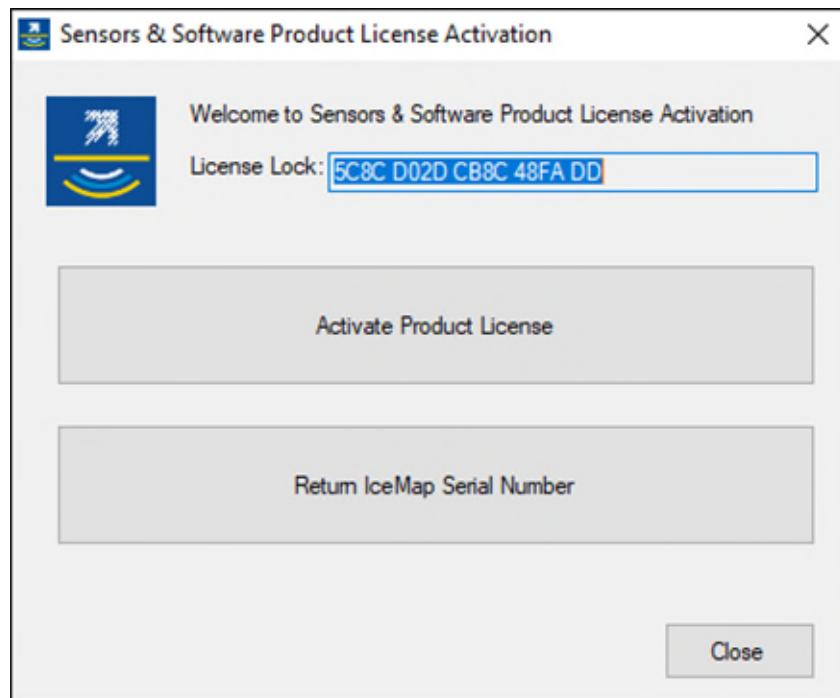 Sensors & Software Product License Activation
Welcome to Sensors & Software Product License Activation
License Lock: 5C8C D02D CB8C 48FA DD
Activate Product License
Return IceMap Serial Number
Close